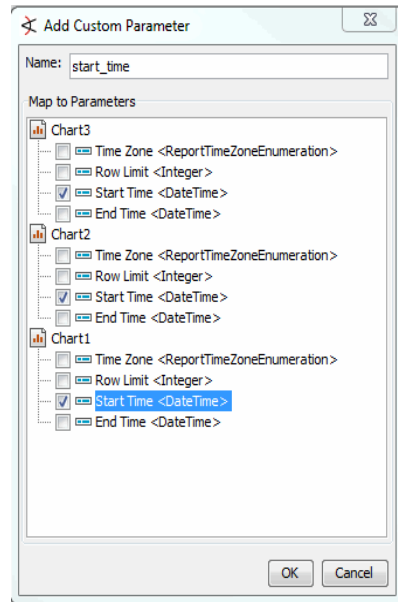 Add Custom Parameter
Name: start_time
Map to Parameters
Chart3
Time Zone <ReportTimeZoneEnumeration>
Row Limit <Integer>
Start Time <DateTime>
End Time <DateTime>
Chart2
Time Zone <ReportTimeZoneEnumeration>
Row Limit <Integer>
Start Time <DateTime>
End Time <DateTime>
Chart1
Time Zone <ReportTimeZoneEnumeration>
Row Limit <Integer>
Start Time <DateTime>
End Time <DateTime>
OK Cancel